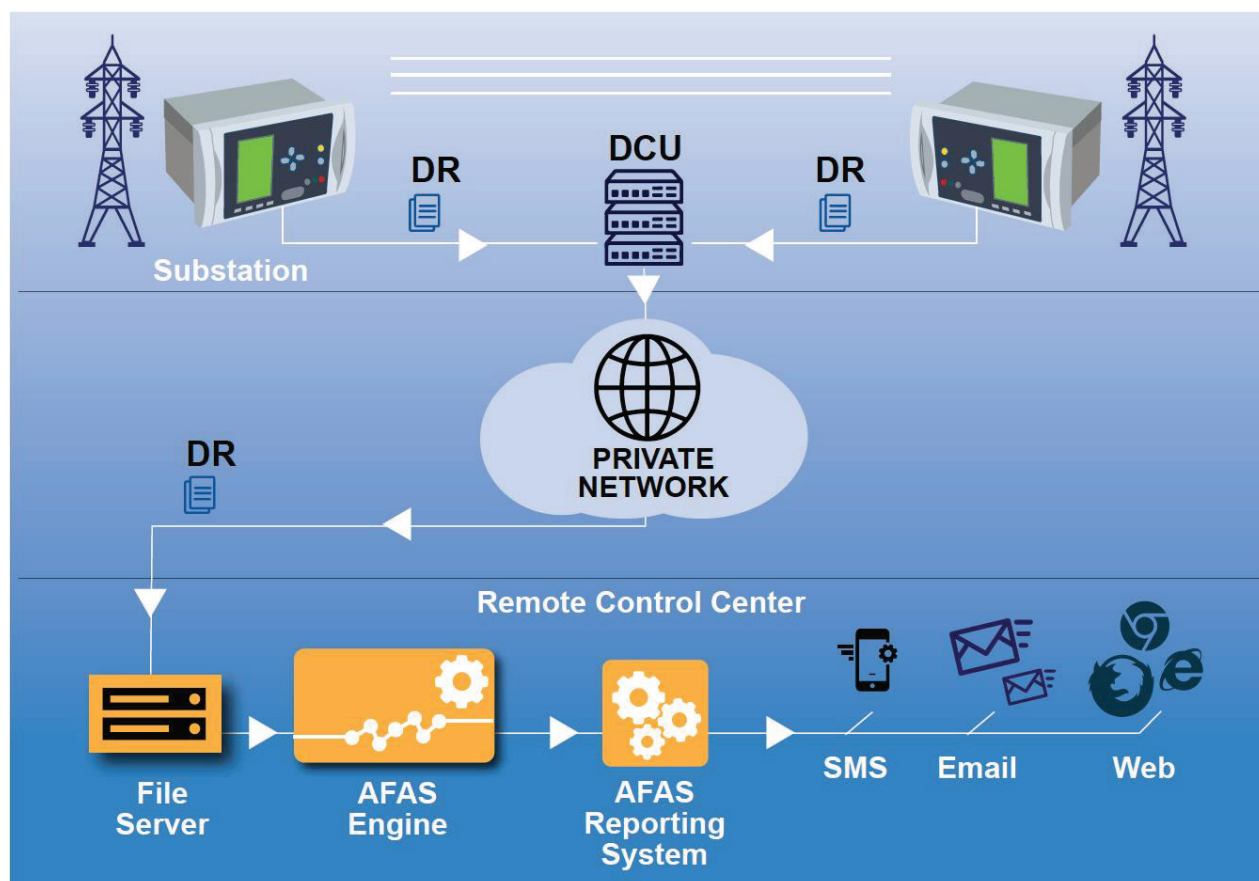 DR
DCU
DR
Substation
PRIVATE
NETWORK
DR
Remote Control Center
File
Server
AFAS
Engine
AFAS
Reporting
System
SMS
Email
Web